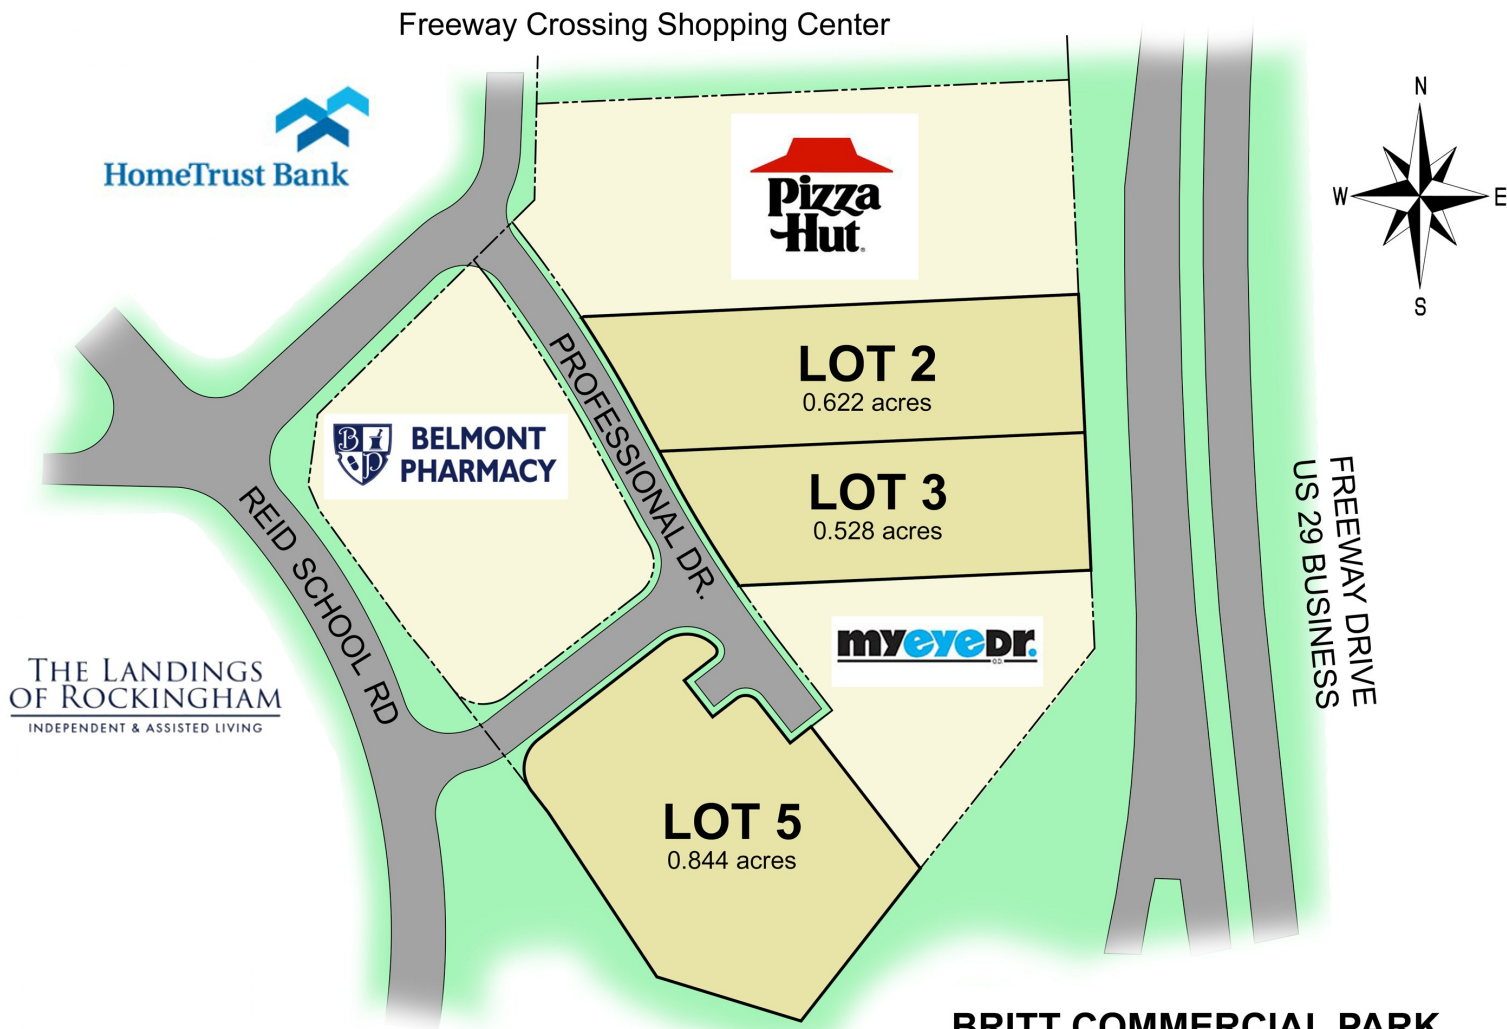 Freeway Crossing Shopping Center
HomeTrust Bank
N
W
E
S
Pizza
Hut
LOT 2
0.622 acres
PROFESSIONAL DR.
BELMONT
PHARMACY
LOT 3
0.528 acres
REID SCHOOL RD
FREEWAY DRIVE
US 29 BUSINESS
myeyeDr.
O.D.
THE LANDINGS
OF ROCKINGHAM
INDEPENDENT & ASSISTED LIVING
LOT 5
0.844 acres
BRITT COMMERCIAL PARK